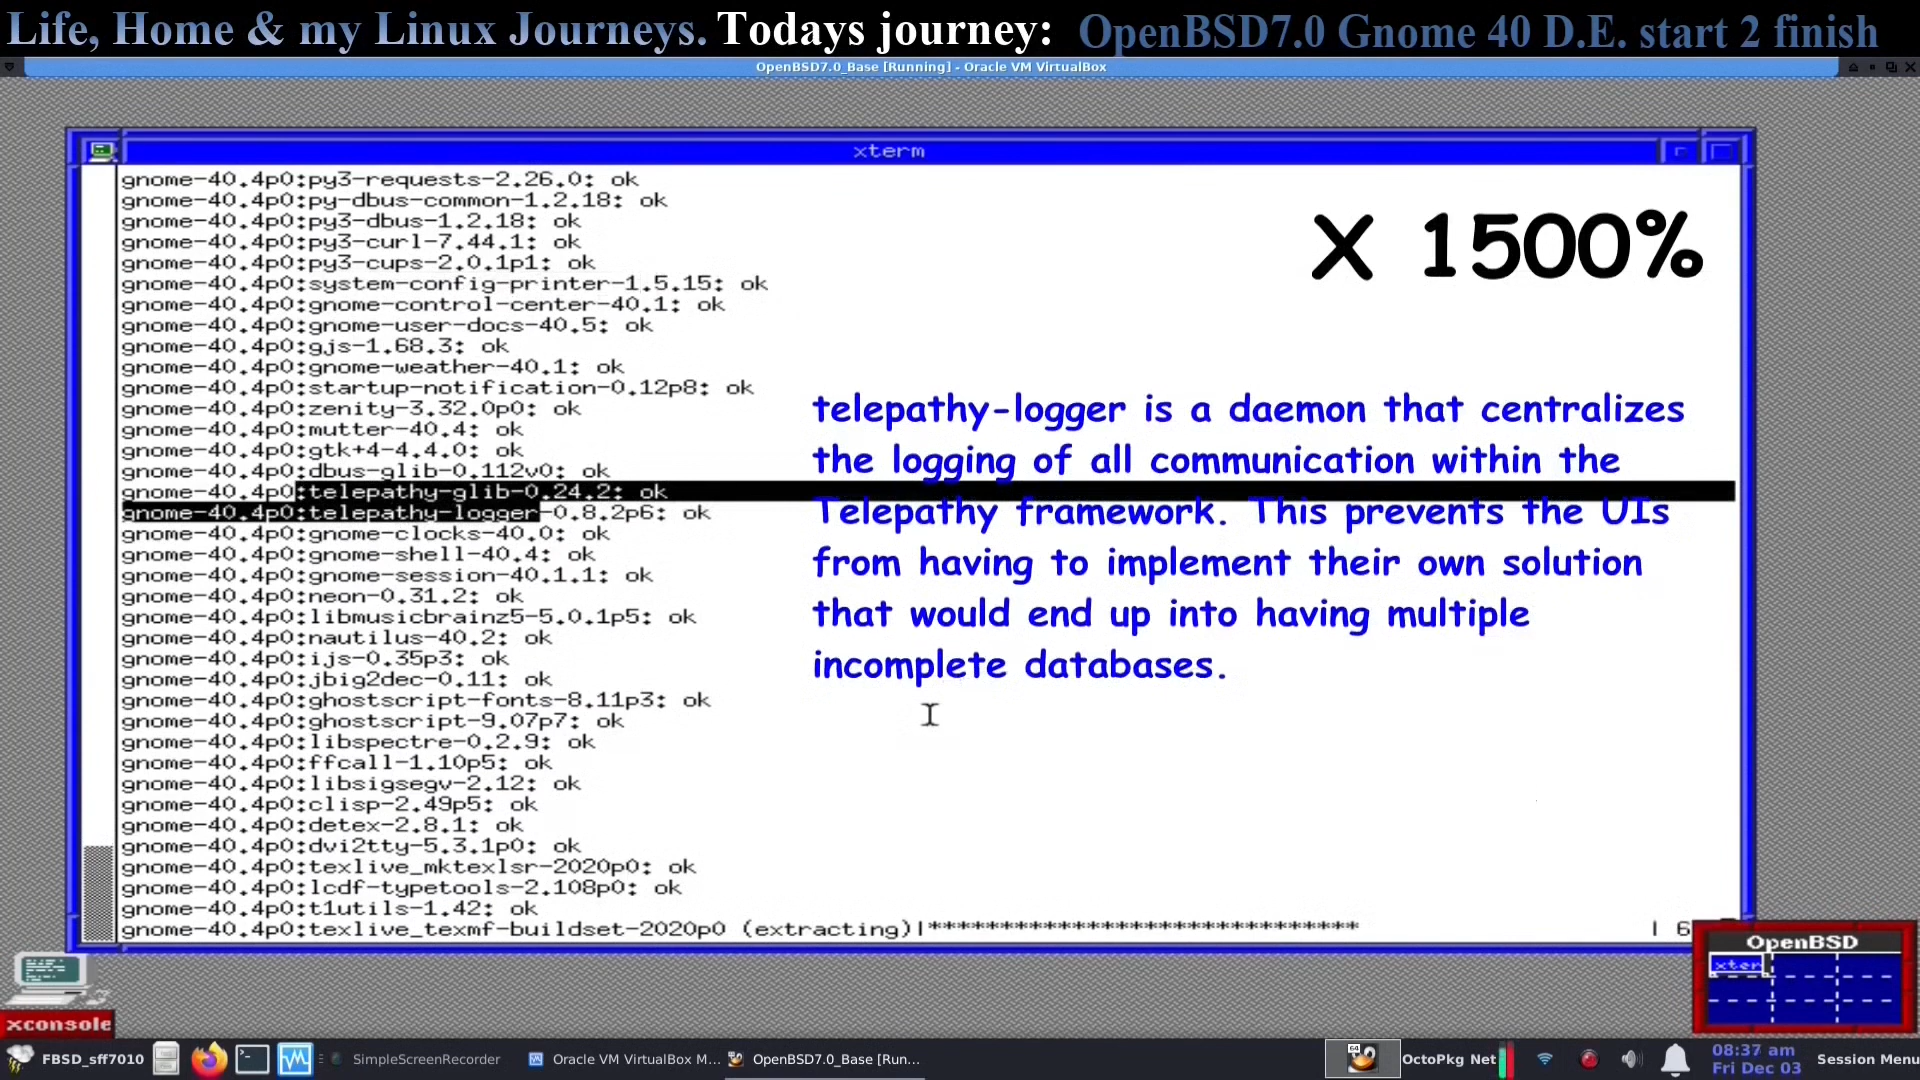 Life, Home & my Linux Journeys. Todays journey: OpenBSD7.0 Gnome 40 D.E. start 2 finish
OpenBSD7.0_Base [Running] - Oracle VM VirtualBox
xterm
gnome-40.4p0:py3-requests-2.26.0: ok
gnome-40.4p0:py-dbus-common-1.2.18: ok
gnome-40.4p0:py3-dbus-1.2.18: ok
gnome-40.4p0:py3-curl-7.44.1: ok
gnome-40.4p0:py3-cups-2.0.1p1: ok
gnome-40.4p0:system-config-printer-1.5.15: ok
gnome-40.4p0:gnome-control-center-40.1: ok
gnome-40.4p0:gnome-user-docs-40.5: ok
gnome-40.4p0:gjs-1.68.3: ok
gnome-40.4p0:gnome-weather-40.1: ok
gnome-40.4p0:startup-notification-0.12p8: ok
gnome-40.4p0:zenity-3.32.0p0: ok
gnome-40.4p0:mutter-40.4: ok
gnome-40.4p0:gtk+4-4.4.0: ok
gnome-40.4p0:dbus-glib-0.112v0: ok
gnome-40.4p0:telepathy-glib-0.24.2: ok
gnome-40.4p0:telepathy-logger-0.8.2p6: ok
gnome-40.4p0:gnome-clocks-40.0: ok
gnome-40.4p0:gnome-shell-40.4: ok
gnome-40.4p0:gnome-session-40.1.1: ok
gnome-40.4p0:neon-0.31.2: ok
gnome-40.4p0:libmusicbrainz5-5.0.1p5: ok
gnome-40.4p0:nautilus-40.2: ok
gnome-40.4p0:ijs-0.35p3: ok
gnome-40.4p0:jbig2dec-0.11: ok
gnome-40.4p0:ghostscript-fonts-8.11p3: ok
gnome-40.4p0:ghostscript-9.07p7: ok
gnome-40.4p0:libspectre-0.2.9: ok
gnome-40.4p0:ffcall-1.10p5: ok
gnome-40.4p0:libsigsegv-2.12: ok
gnome-40.4p0:clisp-2.49p5: ok
gnome-40.4p0:detex-2.8.1: ok
gnome-40.4p0:dvi2tty-5.3.1p0: ok
gnome-40.4p0:texlive_mktexlsr-2020p0: ok
gnome-40.4p0:lcdf-typetools-2.108p0: ok
gnome-40.4p0:t1utils-1.42: ok
gnome-40.4p0:texlive_texmf-buildset-2020p0 (extracting)|****************************** | 6
X 1500%
telepathy-logger is a daemon that centralizes
the logging of all communication within the
Telepathy framework. This prevents the UIs
from having to implement their own solution
that would end up into having multiple
incomplete databases.
OpenBSD
xter
xconsole
FBSD_sff7010
SimpleScreenRecorder
Oracle VM VirtualBox M...
OpenBSD7.0_Base [Run...
64
OctoPkg Net
08:37 am
Fri Dec 03
Session Menu